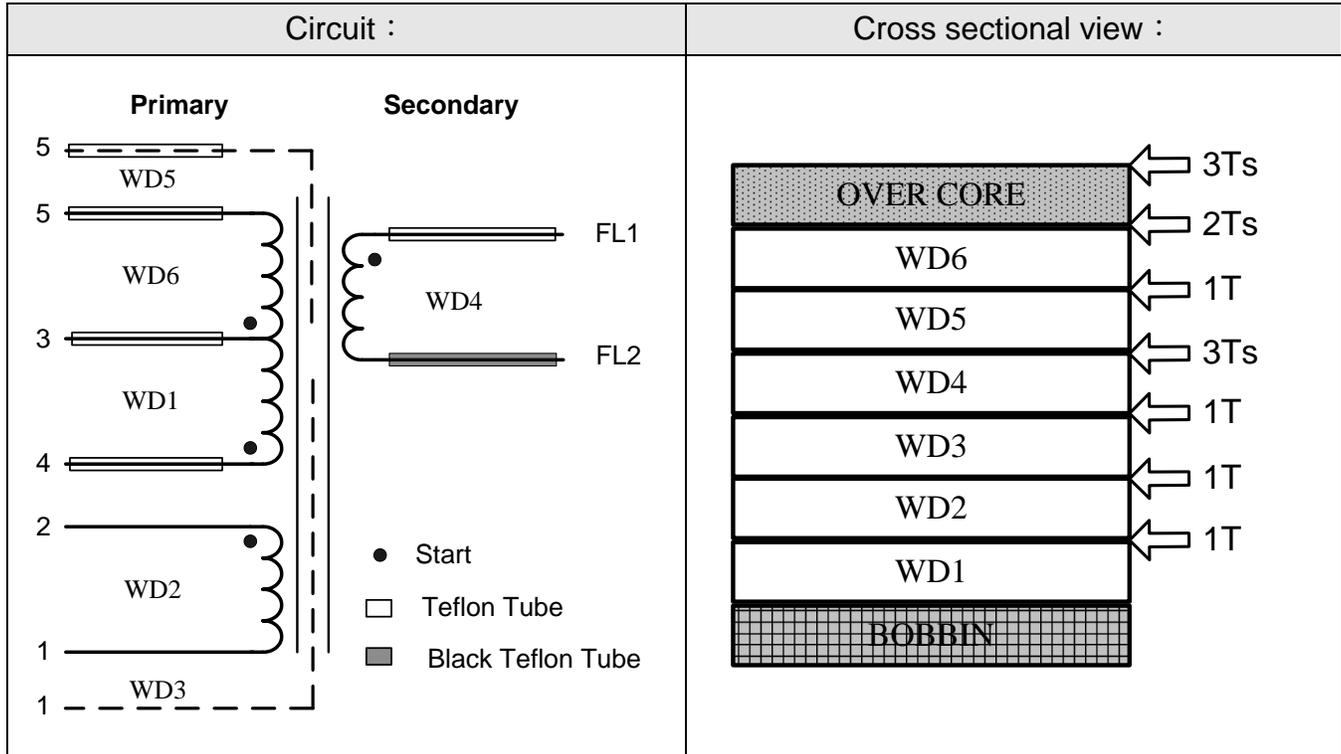 Circuit：
Cross sectional view：
Primary
Secondary
5
WD5
5
WD6
3
WD1
4
2
WD2
1
WD3
1
FL1
WD4
FL2
Start
Teflon Tube
Black Teflon Tube
3Ts
OVER CORE
2Ts
WD6
1T
WD5
3Ts
WD4
1T
WD3
1T
WD2
1T
WD1
BOBBIN